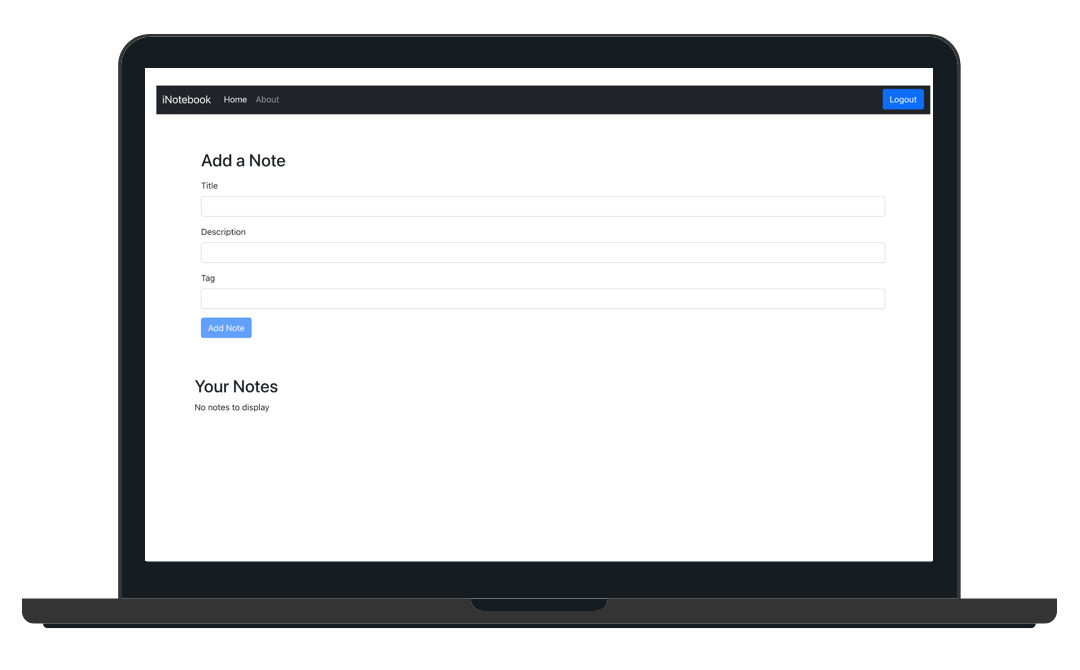 iNotebook Home About Logout
Add a Note
Title
Description
Tag
Add Note
Your Notes
No notes to display